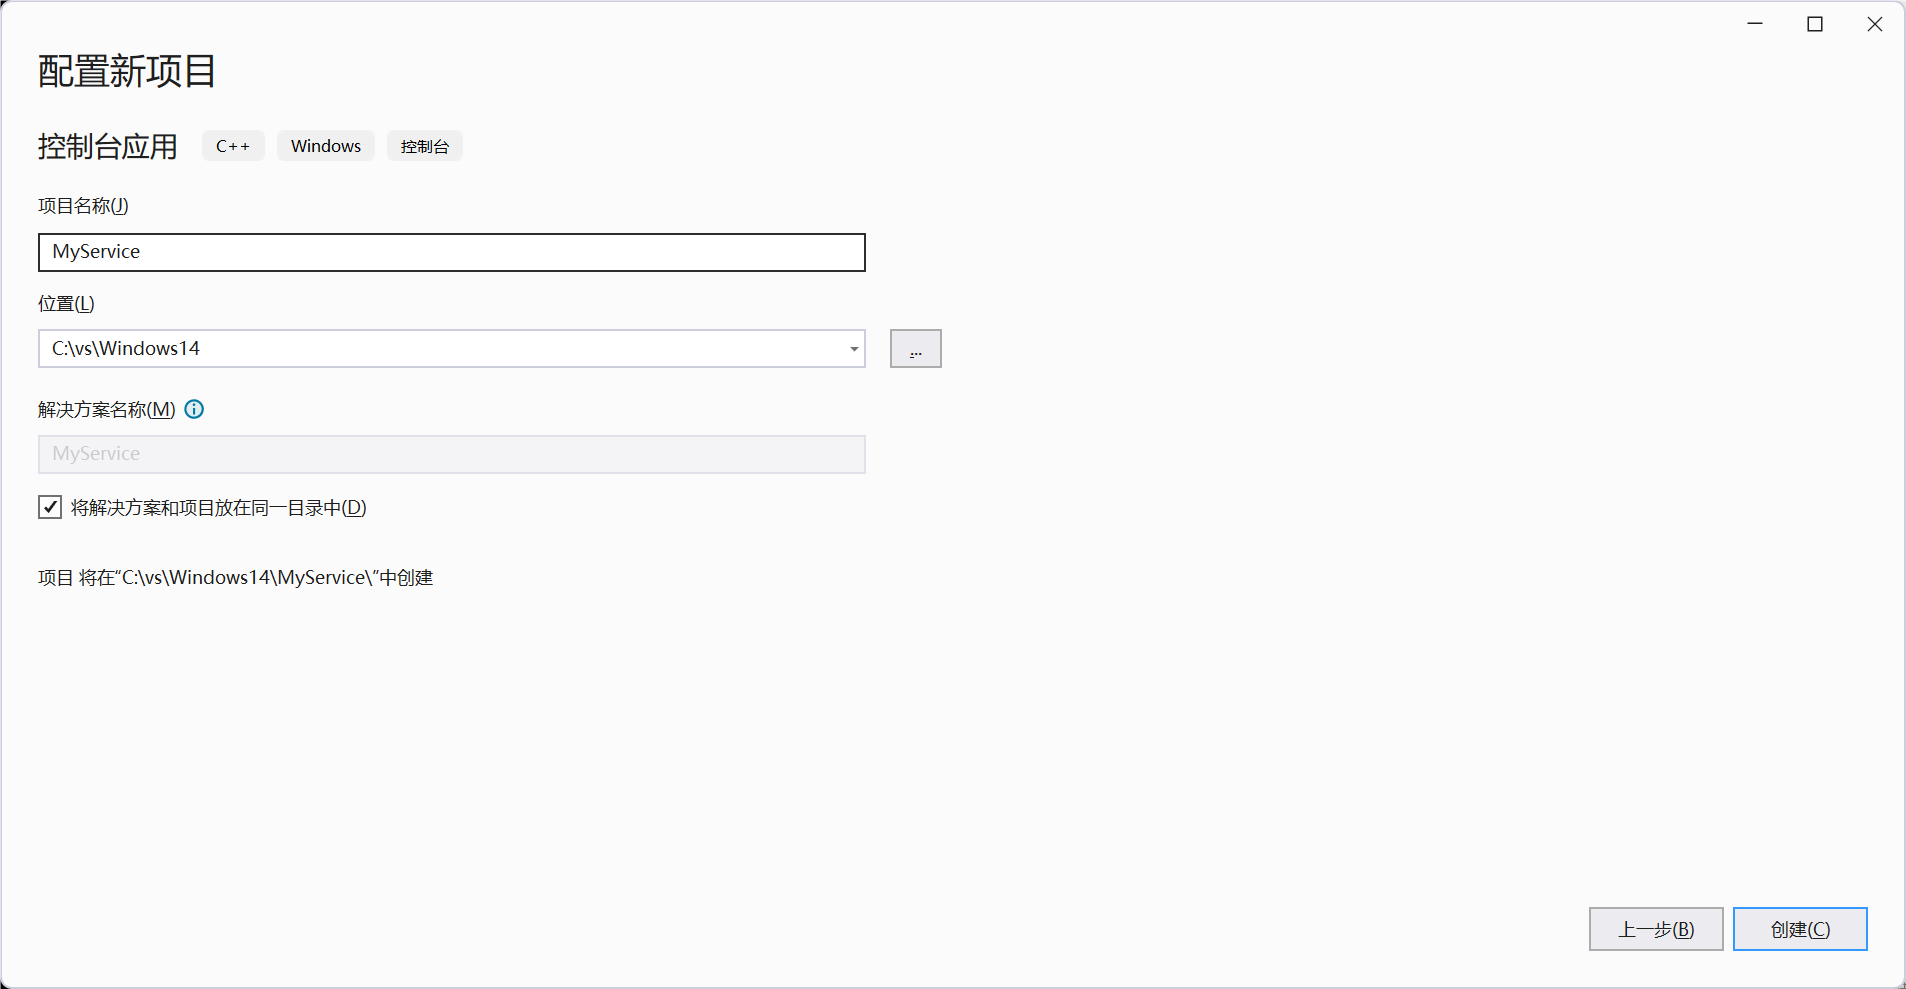 配置新项目
控制台应用 C++ Windows 控制台
项目名称(J)
MyService
位置(L)
C:\vs\Windows14
...
解决方案名称(M)
MyService
将解决方案和项目放在同一目录中(D)
项目 将在“C:\vs\Windows14\MyService\”中创建
上一步(B) 创建(C)